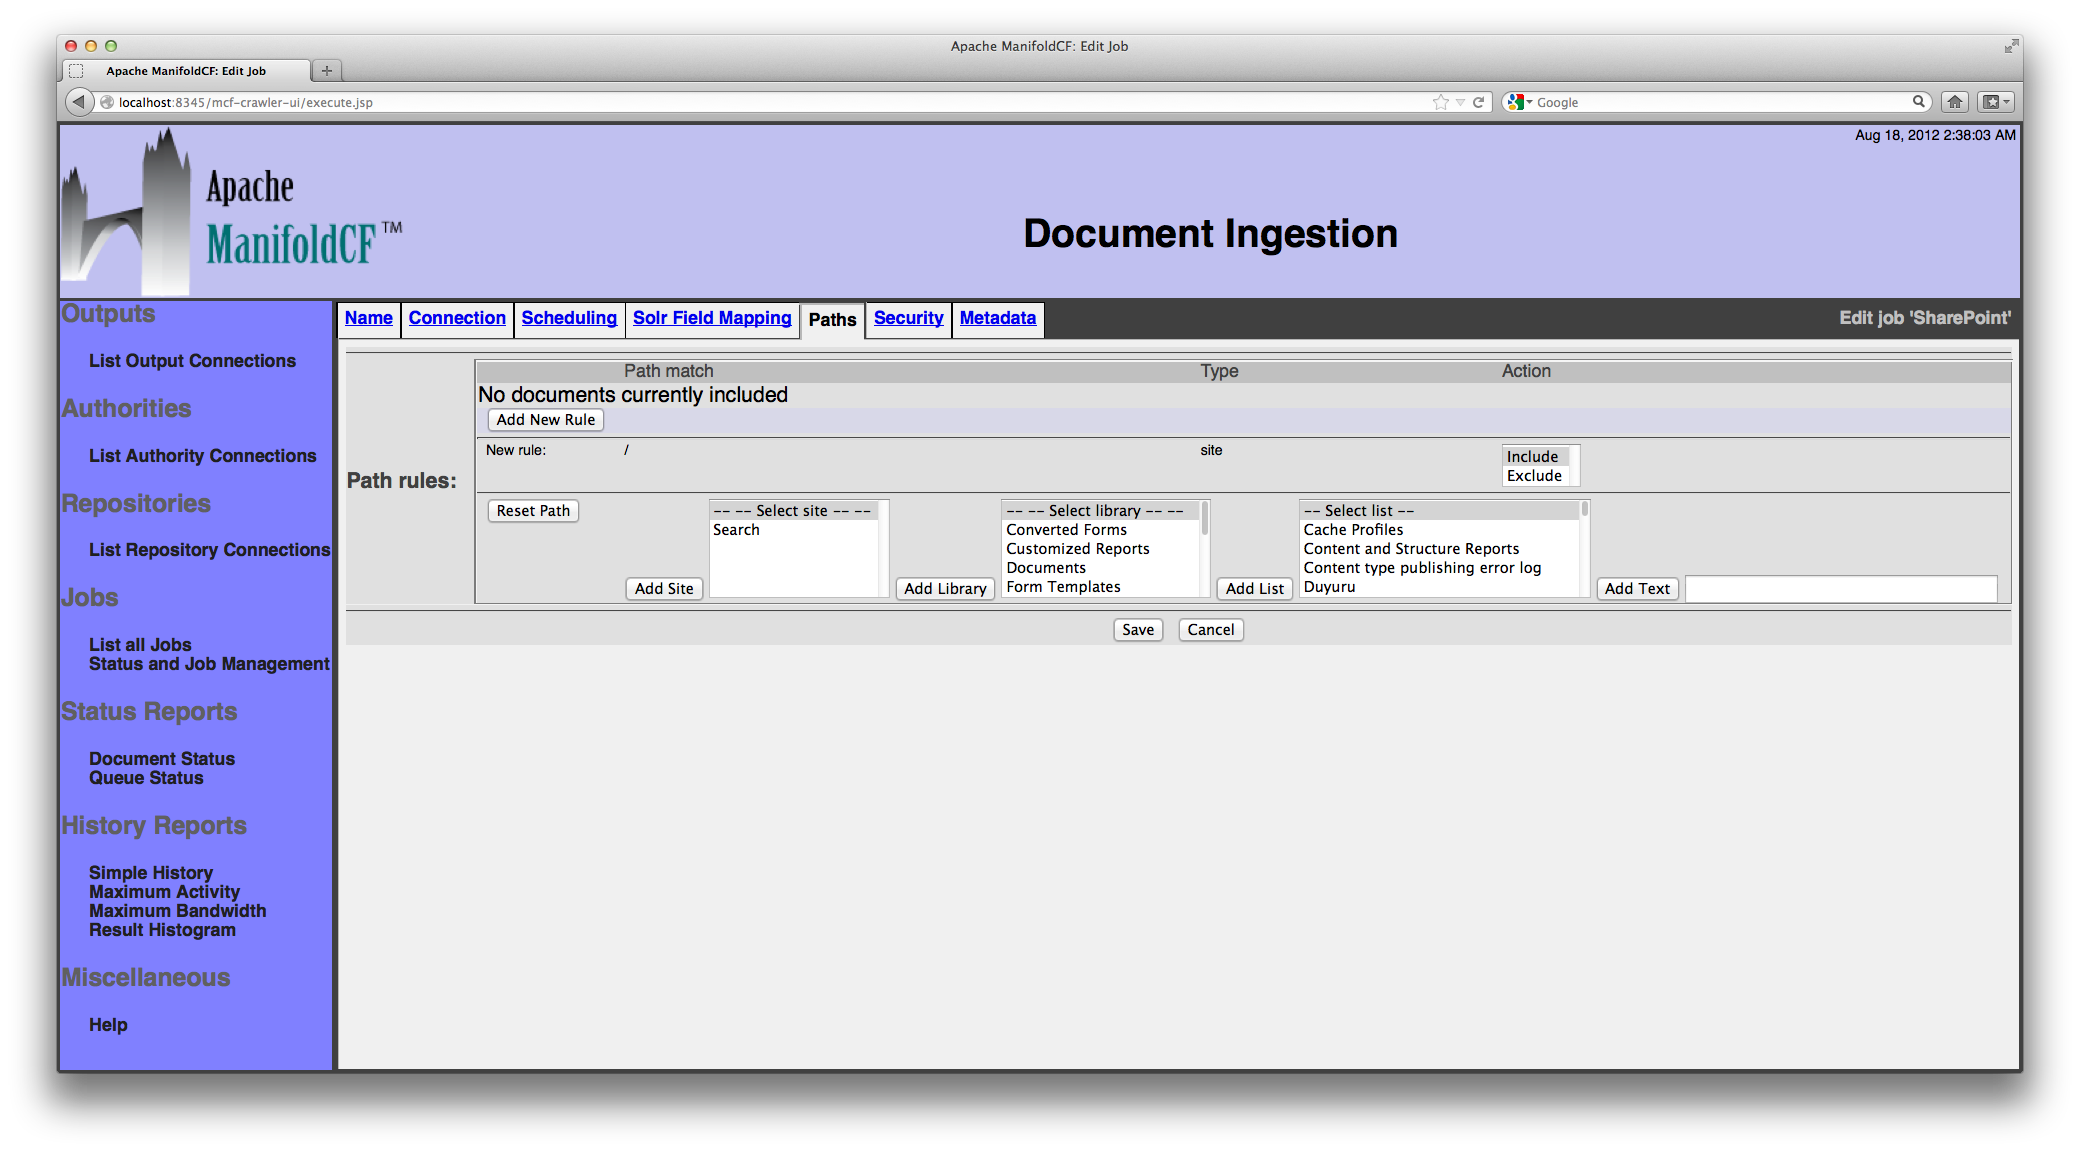 Apache ManifoldCF: Edit Job
Apache ManifoldCF: Edit Job
localhost:8345/mcf-crawler-ui/execute.jsp
Google
Aug 18, 2012 2:38:03 AM
Apache
ManifoldCF™
Document Ingestion
Outputs
List Output Connections
Authorities
List Authority Connections
Repositories
List Repository Connections
Jobs
List all Jobs
Status and Job Management
Status Reports
Document Status
Queue Status
History Reports
Simple History
Maximum Activity
Maximum Bandwidth
Result Histogram
Miscellaneous
Help
Name Connection Scheduling Solr Field Mapping Paths Security Metadata Edit job 'SharePoint'
Path rules:
Path match Type Action
No documents currently included
Add New Rule
New rule: / site
Include
Exclude
Reset Path
Add Site
-- -- Select site -- --
Search
Add Library
-- -- Select library -- --
Converted Forms
Customized Reports
Documents
Form Templates
Add List
-- Select list --
Cache Profiles
Content and Structure Reports
Content type publishing error log
Duyuru
Add Text
Save Cancel